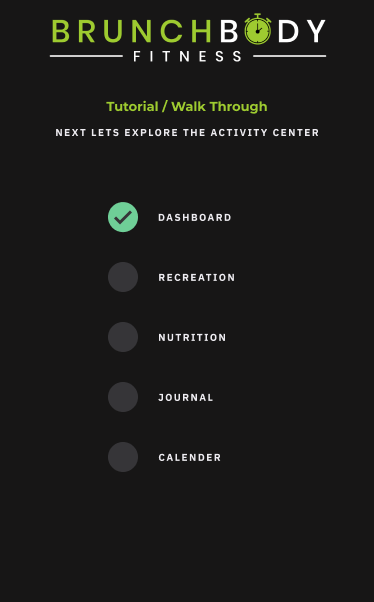 BRUNCHBODY
FITNESS
Tutorial / Walk Through
NEXT LETS EXPLORE THE ACTIVITY CENTER
DASHBOARD
RECREATION
NUTRITION
JOURNAL
CALENDER